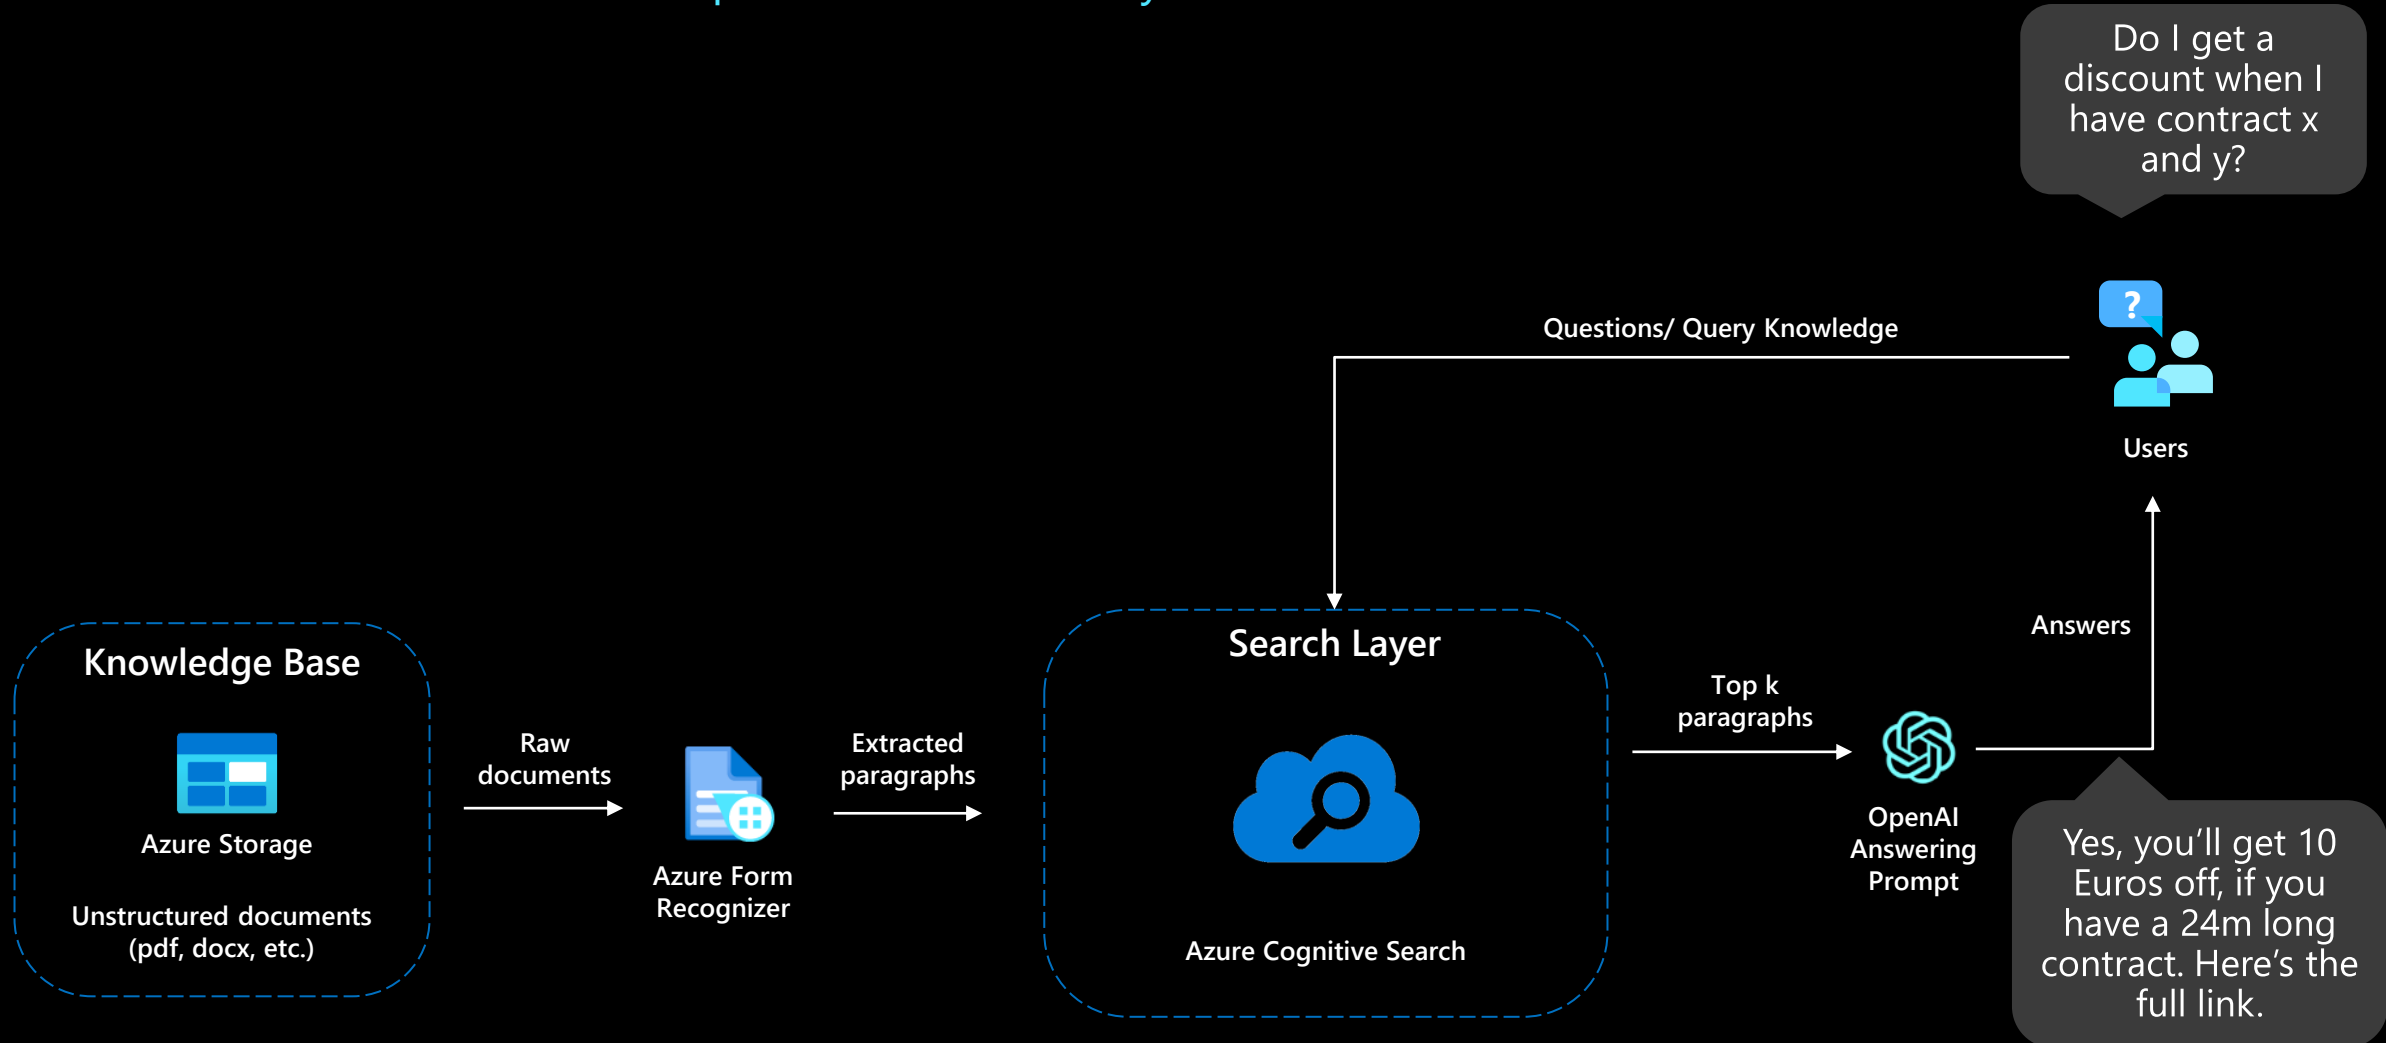 Do I get a
discount when I
have contract x
and y?
?
Questions/ Query Knowledge
Users
Answers
Knowledge Base
Azure Storage
Unstructured documents
(pdf, docx, etc.)
Raw
documents
Azure Form
Recognizer
Extracted
paragraphs
Search Layer
Azure Cognitive Search
Top k
paragraphs
OpenAI
Answering
Prompt
Yes, you’ll get 10
Euros off, if you
have a 24m long
contract. Here’s the
full link.